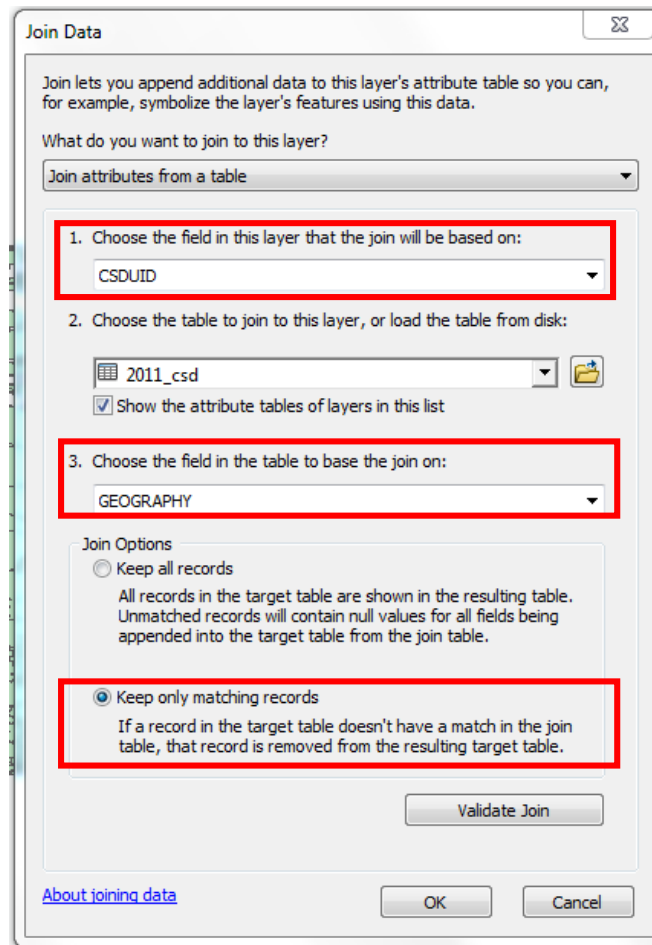 Join Data
Join lets you append additional data to this layer's attribute table so you can,
for example, symbolize the layer's features using this data.
What do you want to join to this layer?
Join attributes from a table
1. Choose the field in this layer that the join will be based on:
CSDUID
2. Choose the table to join to this layer, or load the table from disk:
2011_csd
Show the attribute tables of layers in this list
3. Choose the field in the table to base the join on:
GEOGRAPHY
Join Options
Keep all records
All records in the target table are shown in the resulting table.
Unmatched records will contain null values for all fields being
appended into the target table from the join table.
Keep only matching records
If a record in the target table doesn't have a match in the join
table, that record is removed from the resulting target table.
Validate Join
About joining data
OK
Cancel